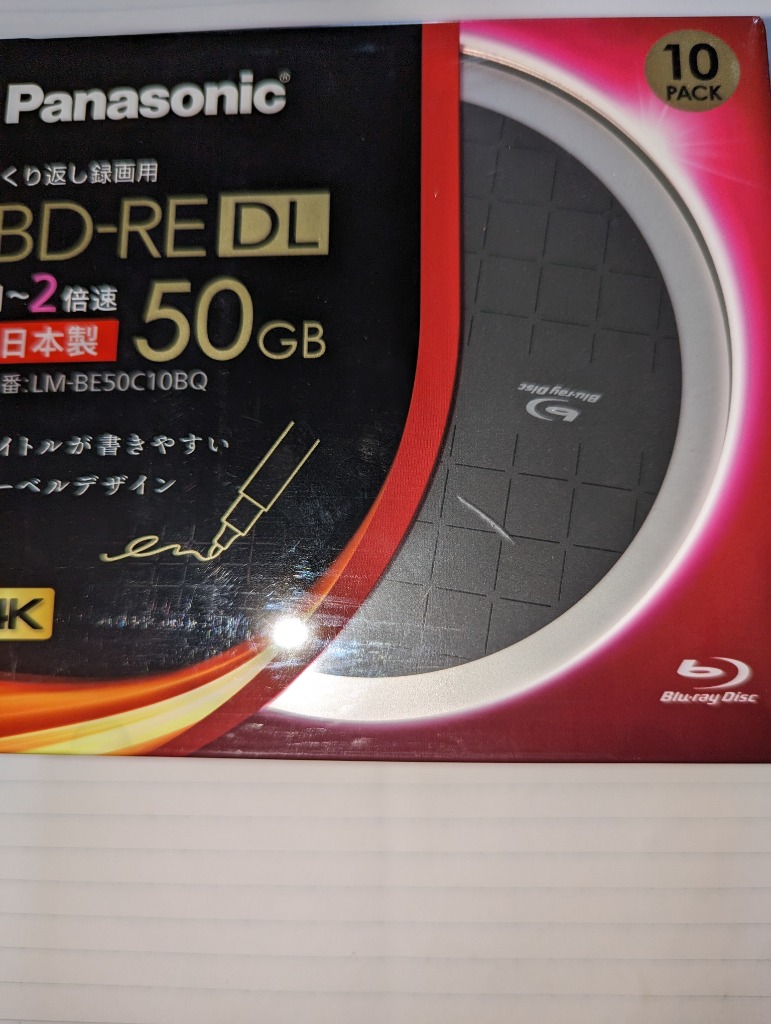 Panasonic®
10
PACK
くり返し録画用
BD-RE DL
~2倍速
50GB
日本製
番:LM-BE50C10BQ
Blu-ray Disc
イトルが書きやすい
ーベルデザイン
4K
Blu-ray Disc